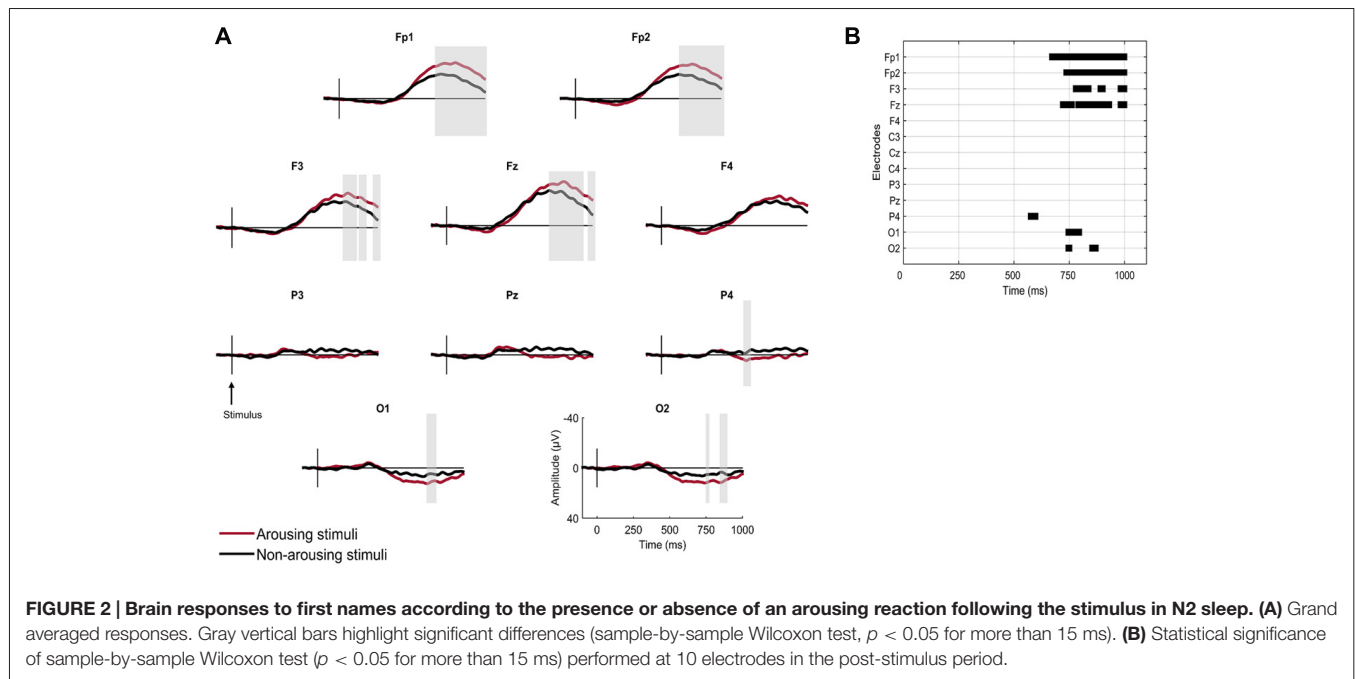 A
B
Fp1
Fp2
F3
Fz
F4
P3
Pz
P4
Stimulus
O1
O2
-40
0
40
Amplitude (µV)
0 250 500 750 1000
Time (ms)
Arousing stimuli
Non-arousing stimuli
Electrodes
Fp1
Fp2
F3
Fz
F4
C3
Cz
C4
P3
Pz
P4
O1
O2
0 250 500 750 1000
Time (ms)
FIGURE 2 | Brain responses to first names according to the presence or absence of an arousing reaction following the stimulus in N2 sleep. (A) Grand
averaged responses. Gray vertical bars highlight significant differences (sample-by-sample Wilcoxon test, p < 0.05 for more than 15 ms). (B) Statistical significance
of sample-by-sample Wilcoxon test (p < 0.05 for more than 15 ms) performed at 10 electrodes in the post-stimulus period.